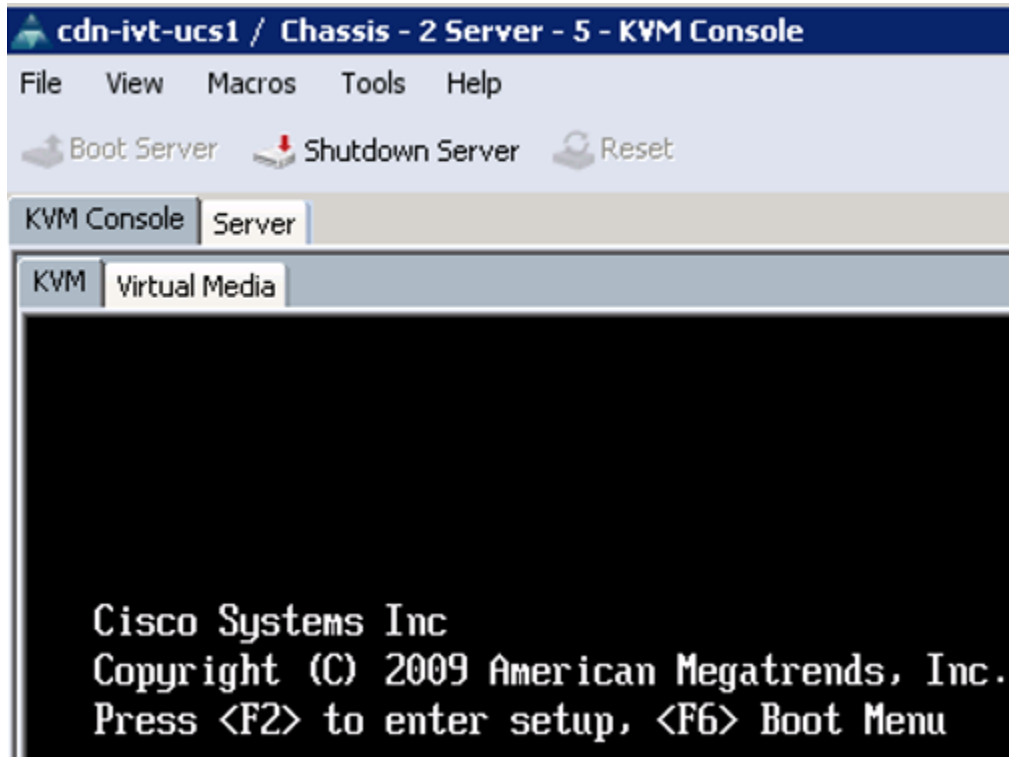 cdn-ivt-ucs1 / Chassis - 2 Server - 5 - KVM Console
File View Macros Tools Help
Boot Server Shutdown Server Reset
KVM Console Server
KVM Virtual Media
Cisco Systems Inc
Copyright (C) 2009 American Megatrends, Inc.
Press <F2> to enter setup, <F6> Boot Menu